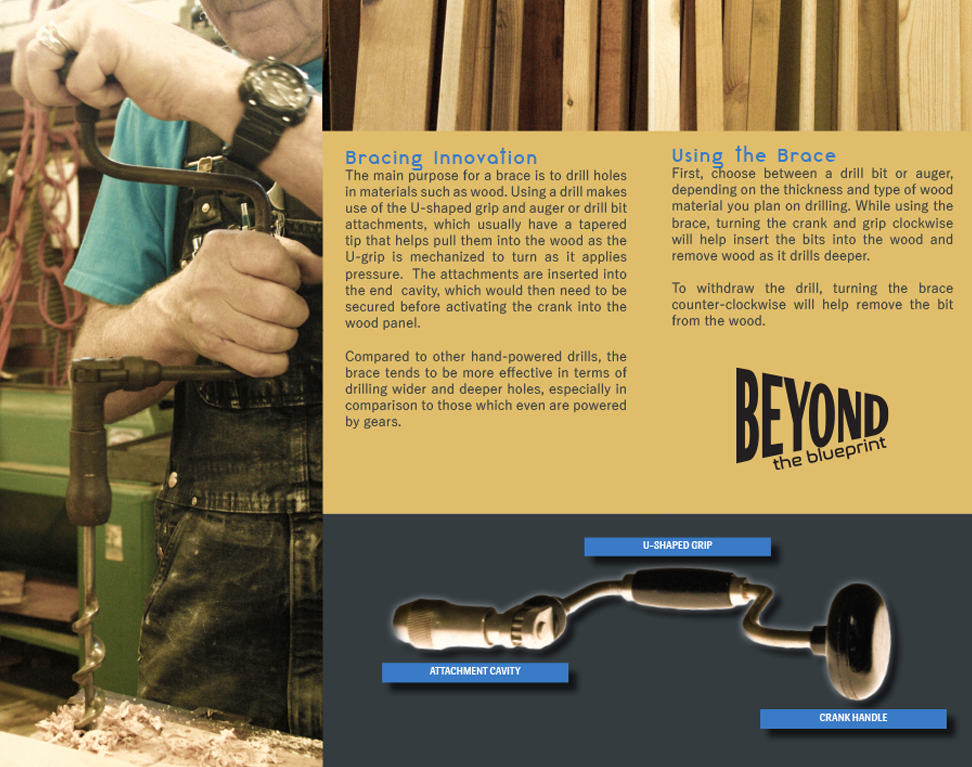 Bracing Innovation
The main purpose for a brace is to drill holes
in materials such as wood. Using a drill makes
use of the U-shaped grip and auger or drill bit
attachments, which usually have a tapered
tip that helps pull them into the wood as the
U-grip is mechanized to turn as it applies
pressure. The attachments are inserted into
the end cavity, which would then need to be
secured before activating the crank into the
wood panel.
Compared to other hand-powered drills, the
brace tends to be more effective in terms of
drilling wider and deeper holes, especially in
comparison to those which even are powered
by gears.
Using the Brace
First, choose between a drill bit or auger,
depending on the thickness and type of wood
material you plan on drilling. While using the
brace, turning the crank and grip clockwise
will help insert the bits into the wood and
remove wood as it drills deeper.
To withdraw the drill, turning the brace
counter-clockwise will help remove the bit
from the wood.
BEYOND
the blueprint
U-SHAPED GRIP
ATTACHMENT CAVITY
CRANK HANDLE